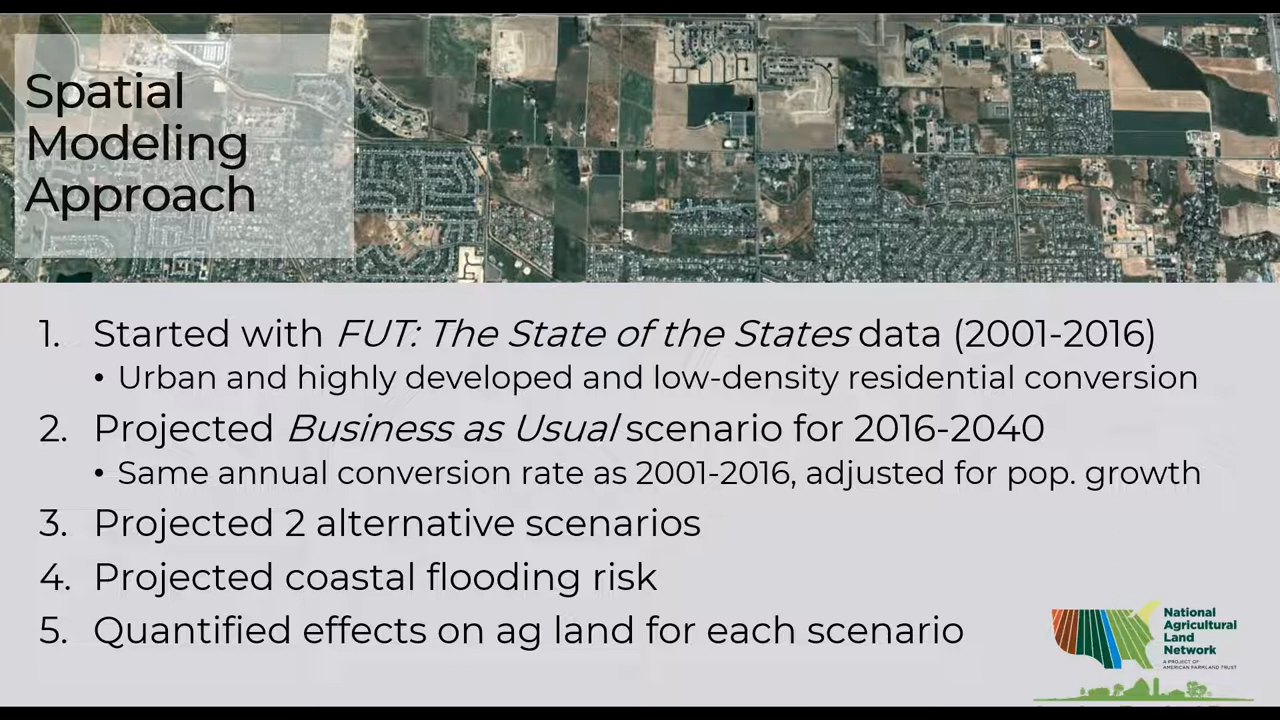 Spatial
Modeling
Approach
1. Started with FUT: The State of the States data (2001-2016)
• Urban and highly developed and low-density residential conversion
2. Projected Business as Usual scenario for 2016-2040
• Same annual conversion rate as 2001-2016, adjusted for pop. growth
3. Projected 2 alternative scenarios
4. Projected coastal flooding risk
5. Quantified effects on ag land for each scenario
National
Agricultural
Land
Network
A PROJECT OF
AMERICAN FARMLAND TRUST